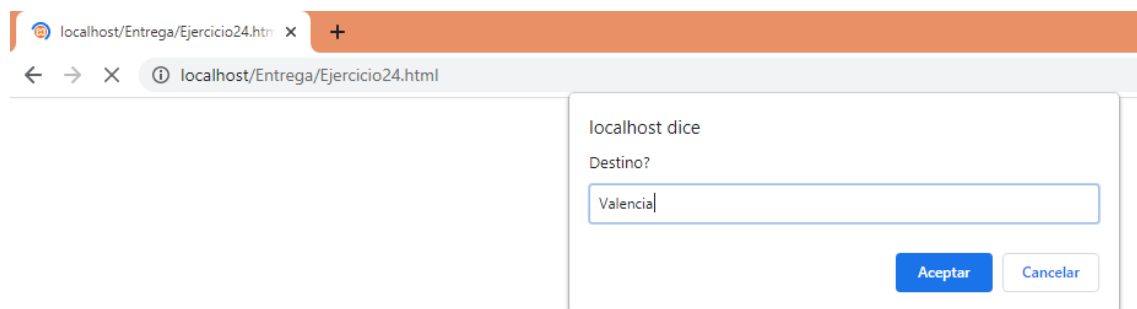 localhost/Entrega/Ejercicio24.htm
localhost/Entrega/Ejercicio24.html
localhost dice
Destino?
Valencia
Aceptar Cancelar